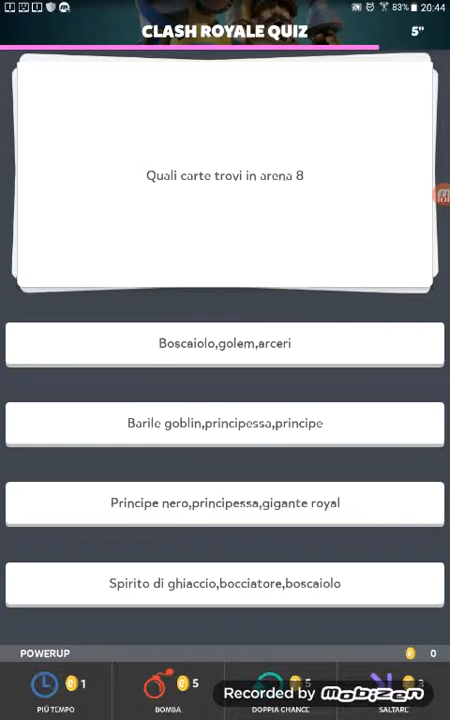 83% 20:44
CLASH ROYALE QUIZ 5"
Quali carte trovi in arena 8
Boscaiolo,golem,arceri
Barile goblin,principessa,principe
Principe nero,principessa,gigante royal
Spirito di ghiaccio,bocciatore,boscaiolo
POWERUP 0
1 5 5 3
PIÙ TEMPO BOMBA DOPPIA CHANCE SALTARE
Recorded by mobizen